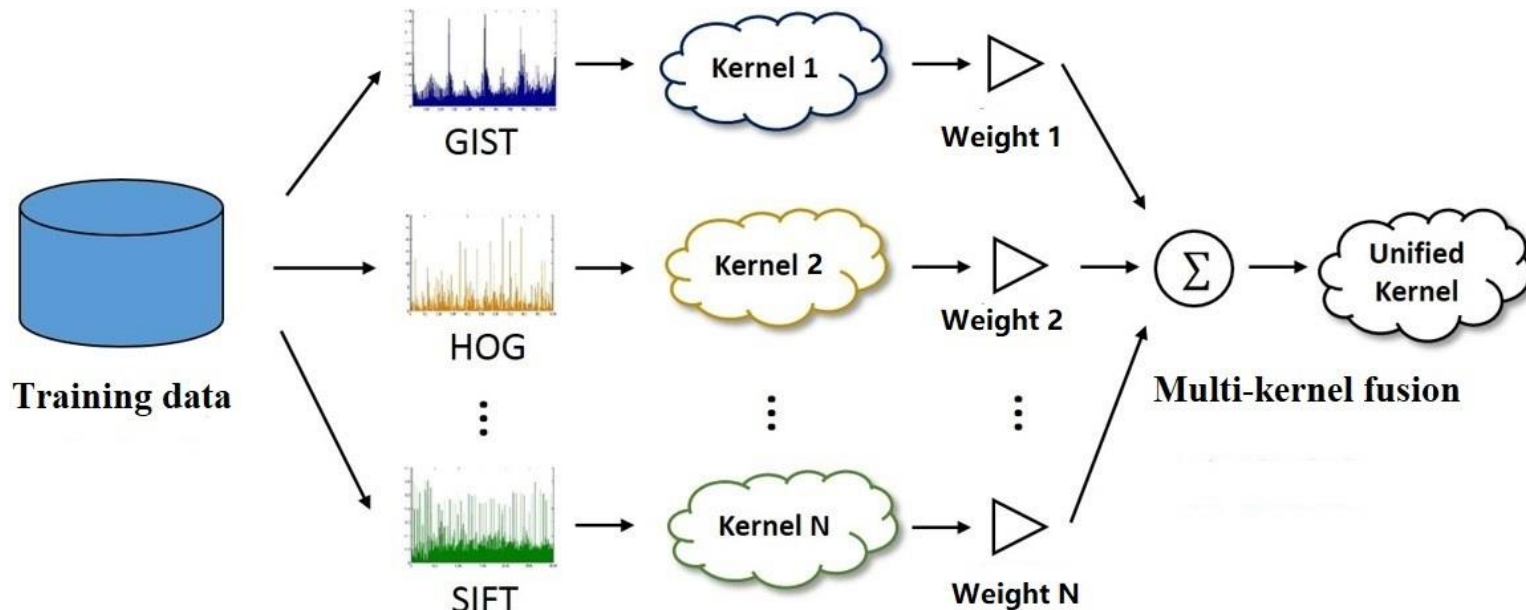 GIST
Kernel 1
Weight 1
HOG
Kernel 2
Weight 2
Σ
Unified
Kernel
Training data
Multi-kernel fusion
SIFT
Kernel N
Weight N